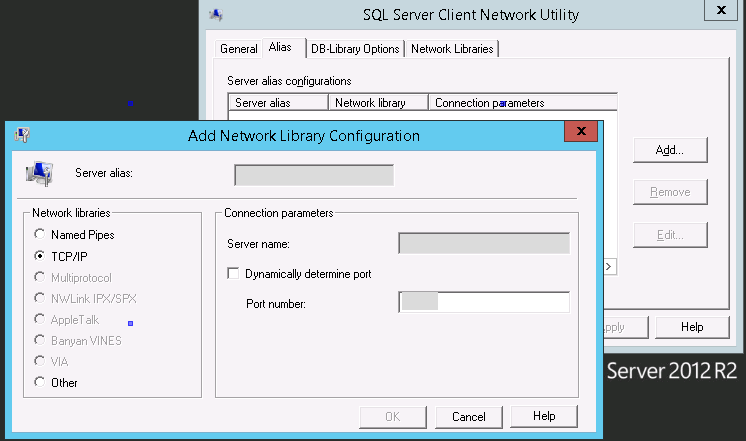 SQL Server Client Network Utility
x
General Alias DB-Library Options Network Libraries
Server alias configurations
Server alias Network library Connection parameters
Add...
Remove
Edit...
Apply Help
Server 2012 R2
Add Network Library Configuration
x
Server alias:
Network libraries
Named Pipes
TCP/IP
Multiprotocol
NWLink IPX/SPX
AppleTalk
Banyan VINES
VIA
Other
Connection parameters
Server name:
Dynamically determine port
Port number:
OK Cancel Help